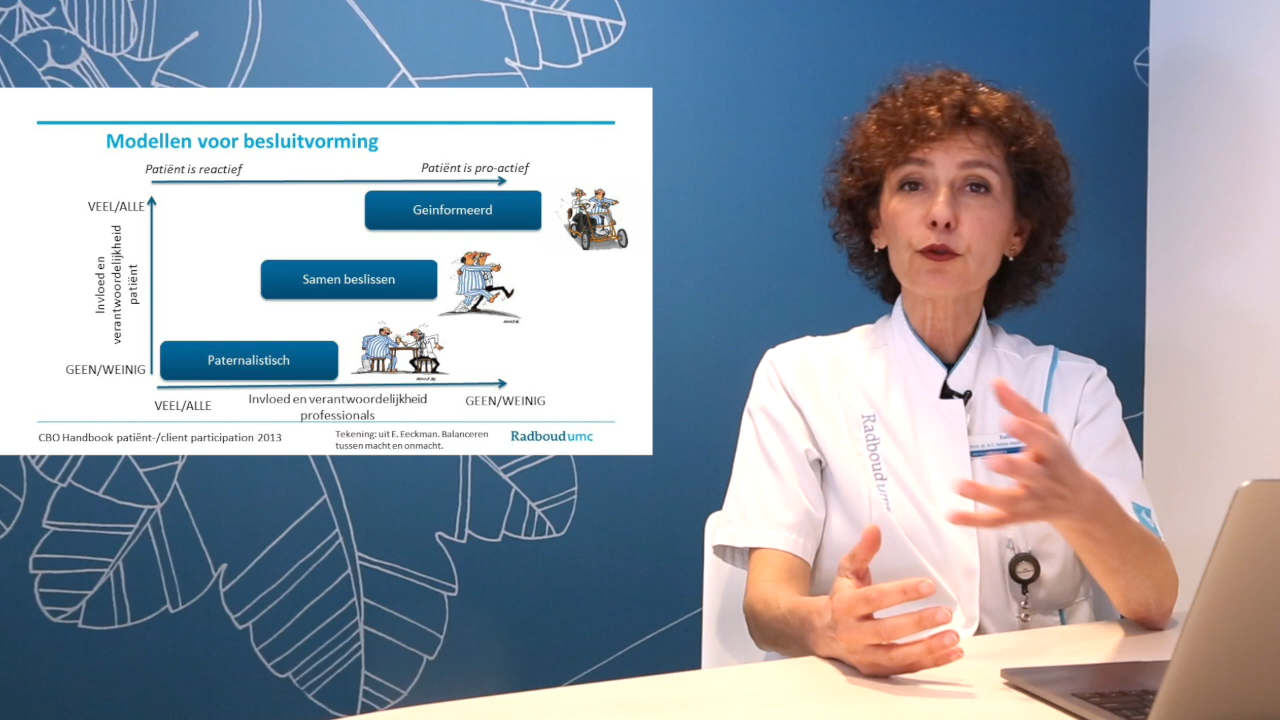 Modellen voor besluitvorming
Patiënt is reactief
Patiënt is pro-actief
VEEL/ALLE
Geinformeerd
Invloed en
verantwoordelijkheid
patiënt
Samen beslissen
Paternalistisch
GEEN/WEINIG
VEEL/ALLE
Invloed en verantwoordelijkheid
professionals
GEEN/WEINIG
CBO Handbook patiënt-/client participation 2013
Tekening: uit E. Eeckman. Balanceren
tussen macht en onmacht.
Radboudumc
Radboudumc